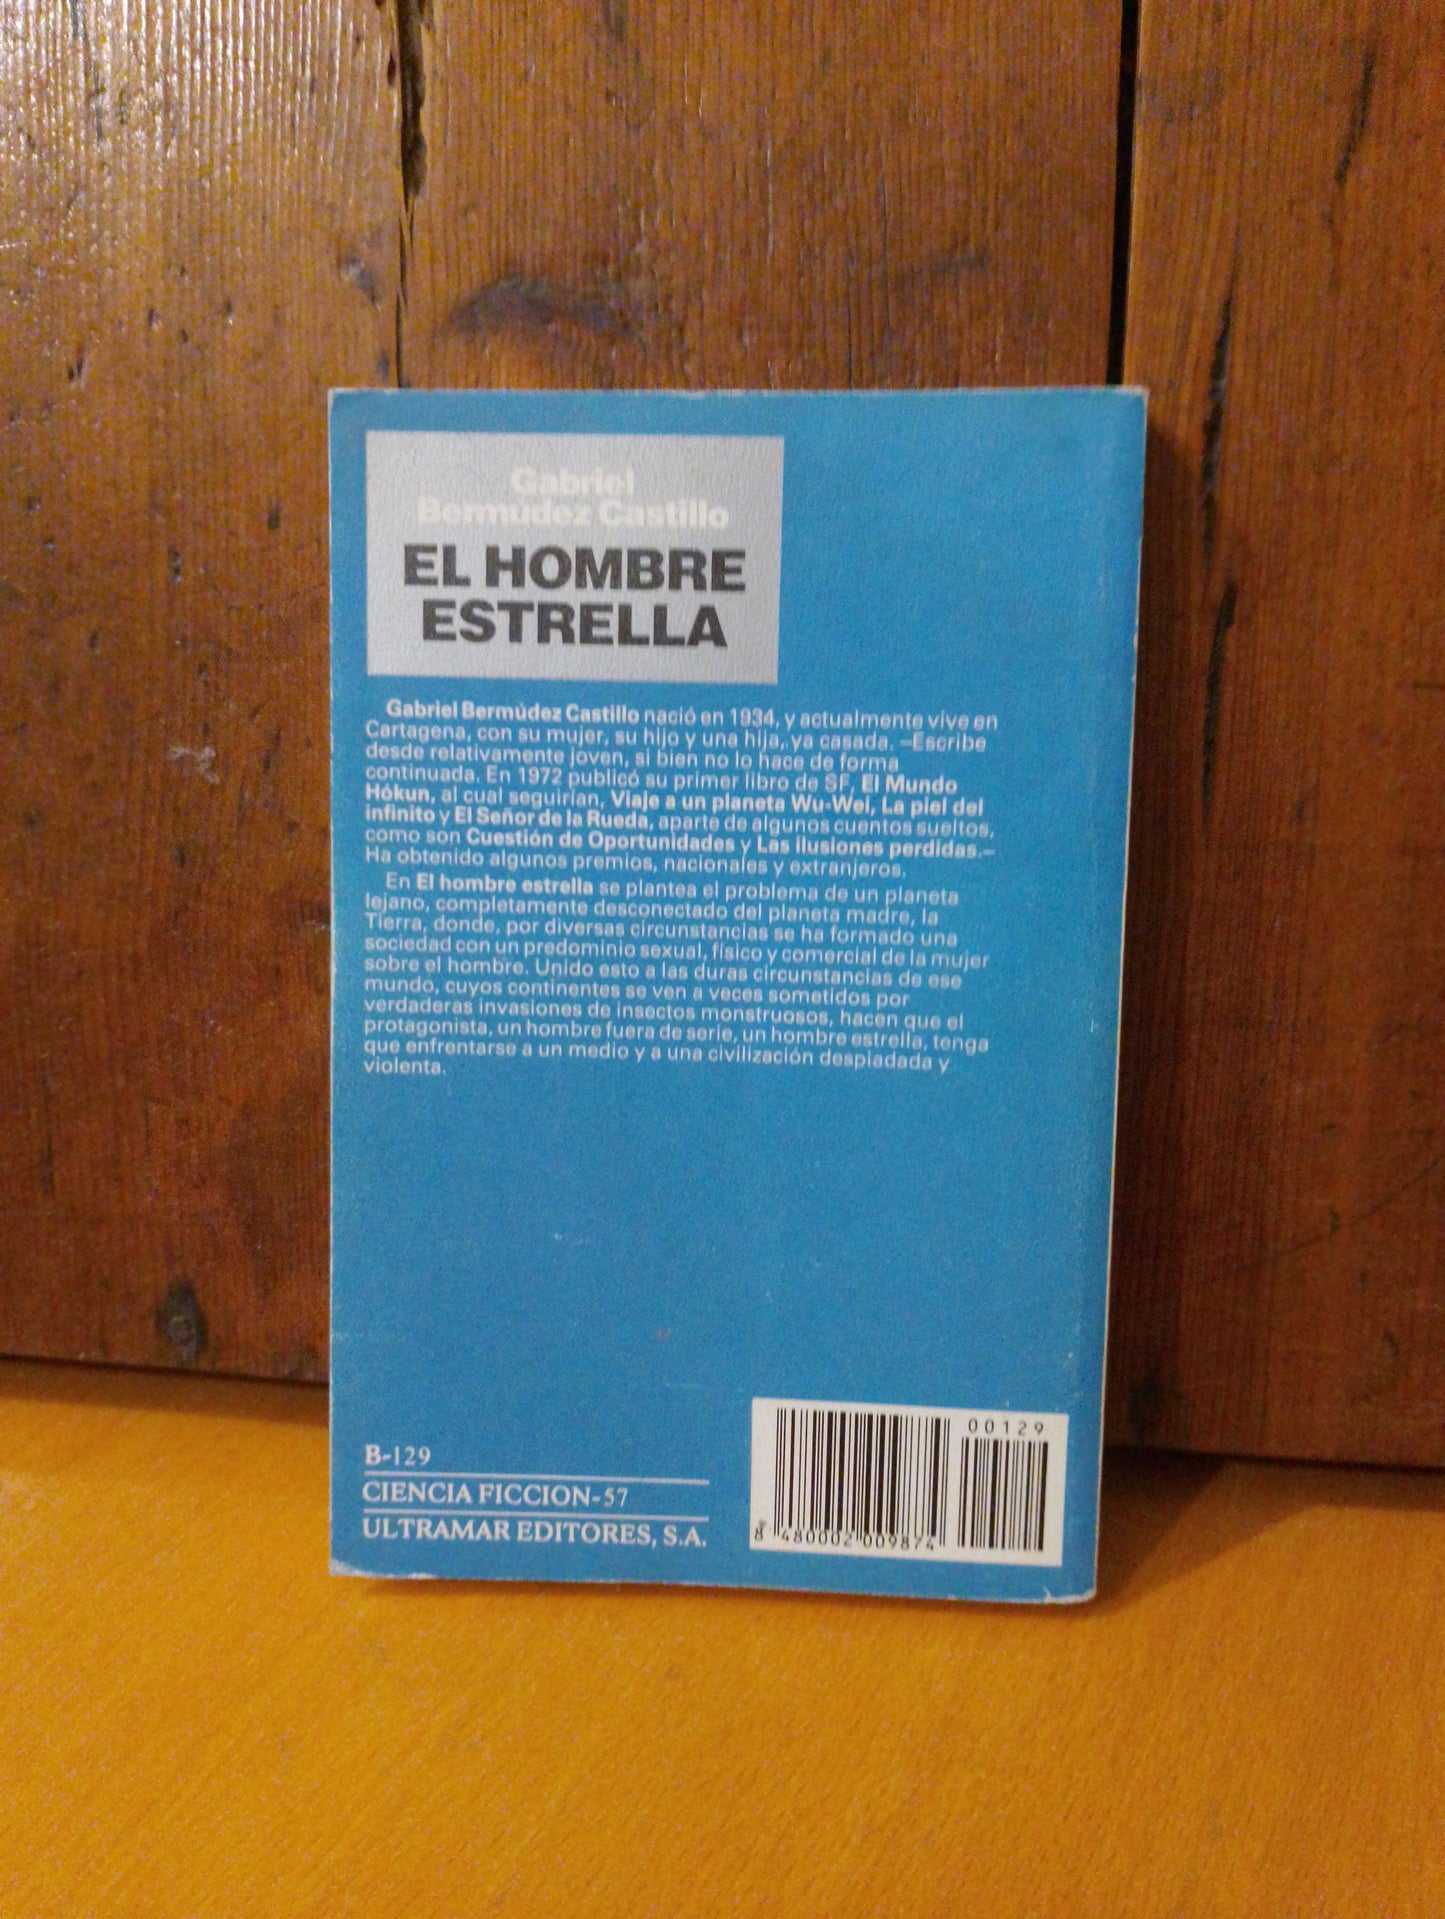 Gabriel
Bermúdez Castillo
EL HOMBRE
ESTRELLA
Gabriel Bermúdez Castillo nació en 1934, y actualmente vive en
Cartagena, con su mujer, su hijo y una hija, ya casada. —Escribe
desde relativamente joven, si bien no lo hace de forma
continuada. En 1972 publicó su primer libro de SF, El Mundo
Hókun, al cual seguirían, Viaje a un planeta Wu-Wei, La piel del
infinito y El Señor de la Rueda, aparte de algunos cuentos sueltos,
como son Cuestión de Oportunidades y Las ilusiones perdidas.—
Ha obtenido algunos premios, nacionales y extranjeros.
En El hombre estrella se plantea el problema de un planeta
lejano, completamente desconectado del planeta madre, la
Tierra, donde, por diversas circunstancias se ha formado una
sociedad con un predominio sexual, físico y comercial de la mujer
sobre el hombre. Unido esto a las duras circunstancias de ese
mundo, cuyos continentes se ven a veces sometidos por
verdaderas invasiones de insectos monstruosos, hacen que el
protagonista, un hombre fuera de serie, un hombre estrella, tenga
que enfrentarse a un medio y a una civilización despiadada y
violenta.
B-129
CIENCIA FICCION-57
ULTRAMAR EDITORES, S.A.
00129
8 480002 009874